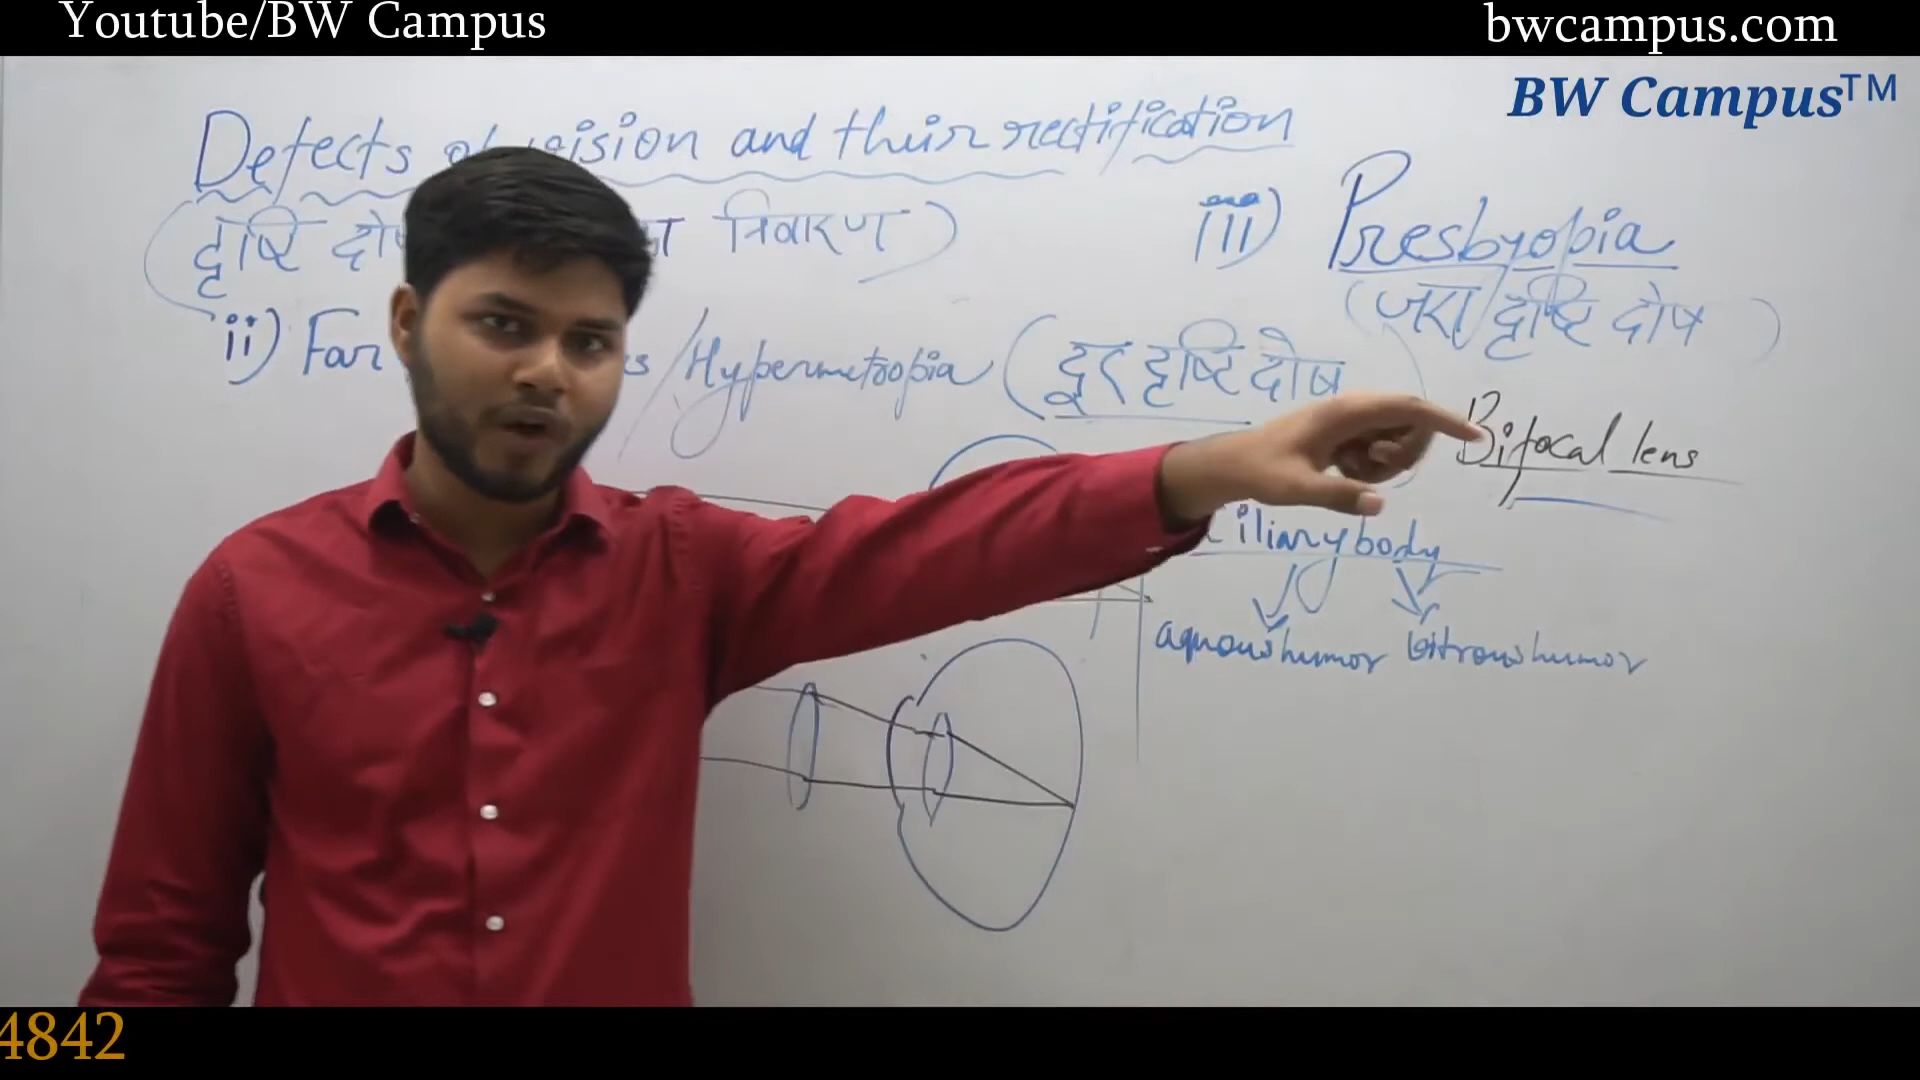 Youtube/BW Campus
bwcampus.com
BW Campus™
Defects of vision and their rectification
(दृष्टि दोष निवारण)
ii) Far /Hypermetropia (दूर दृष्टि दोष)
iii) Presbyopia
(जरा दृष्टि दोष)
Bifocal lens
iliary body
aqueous humor
humor
4842